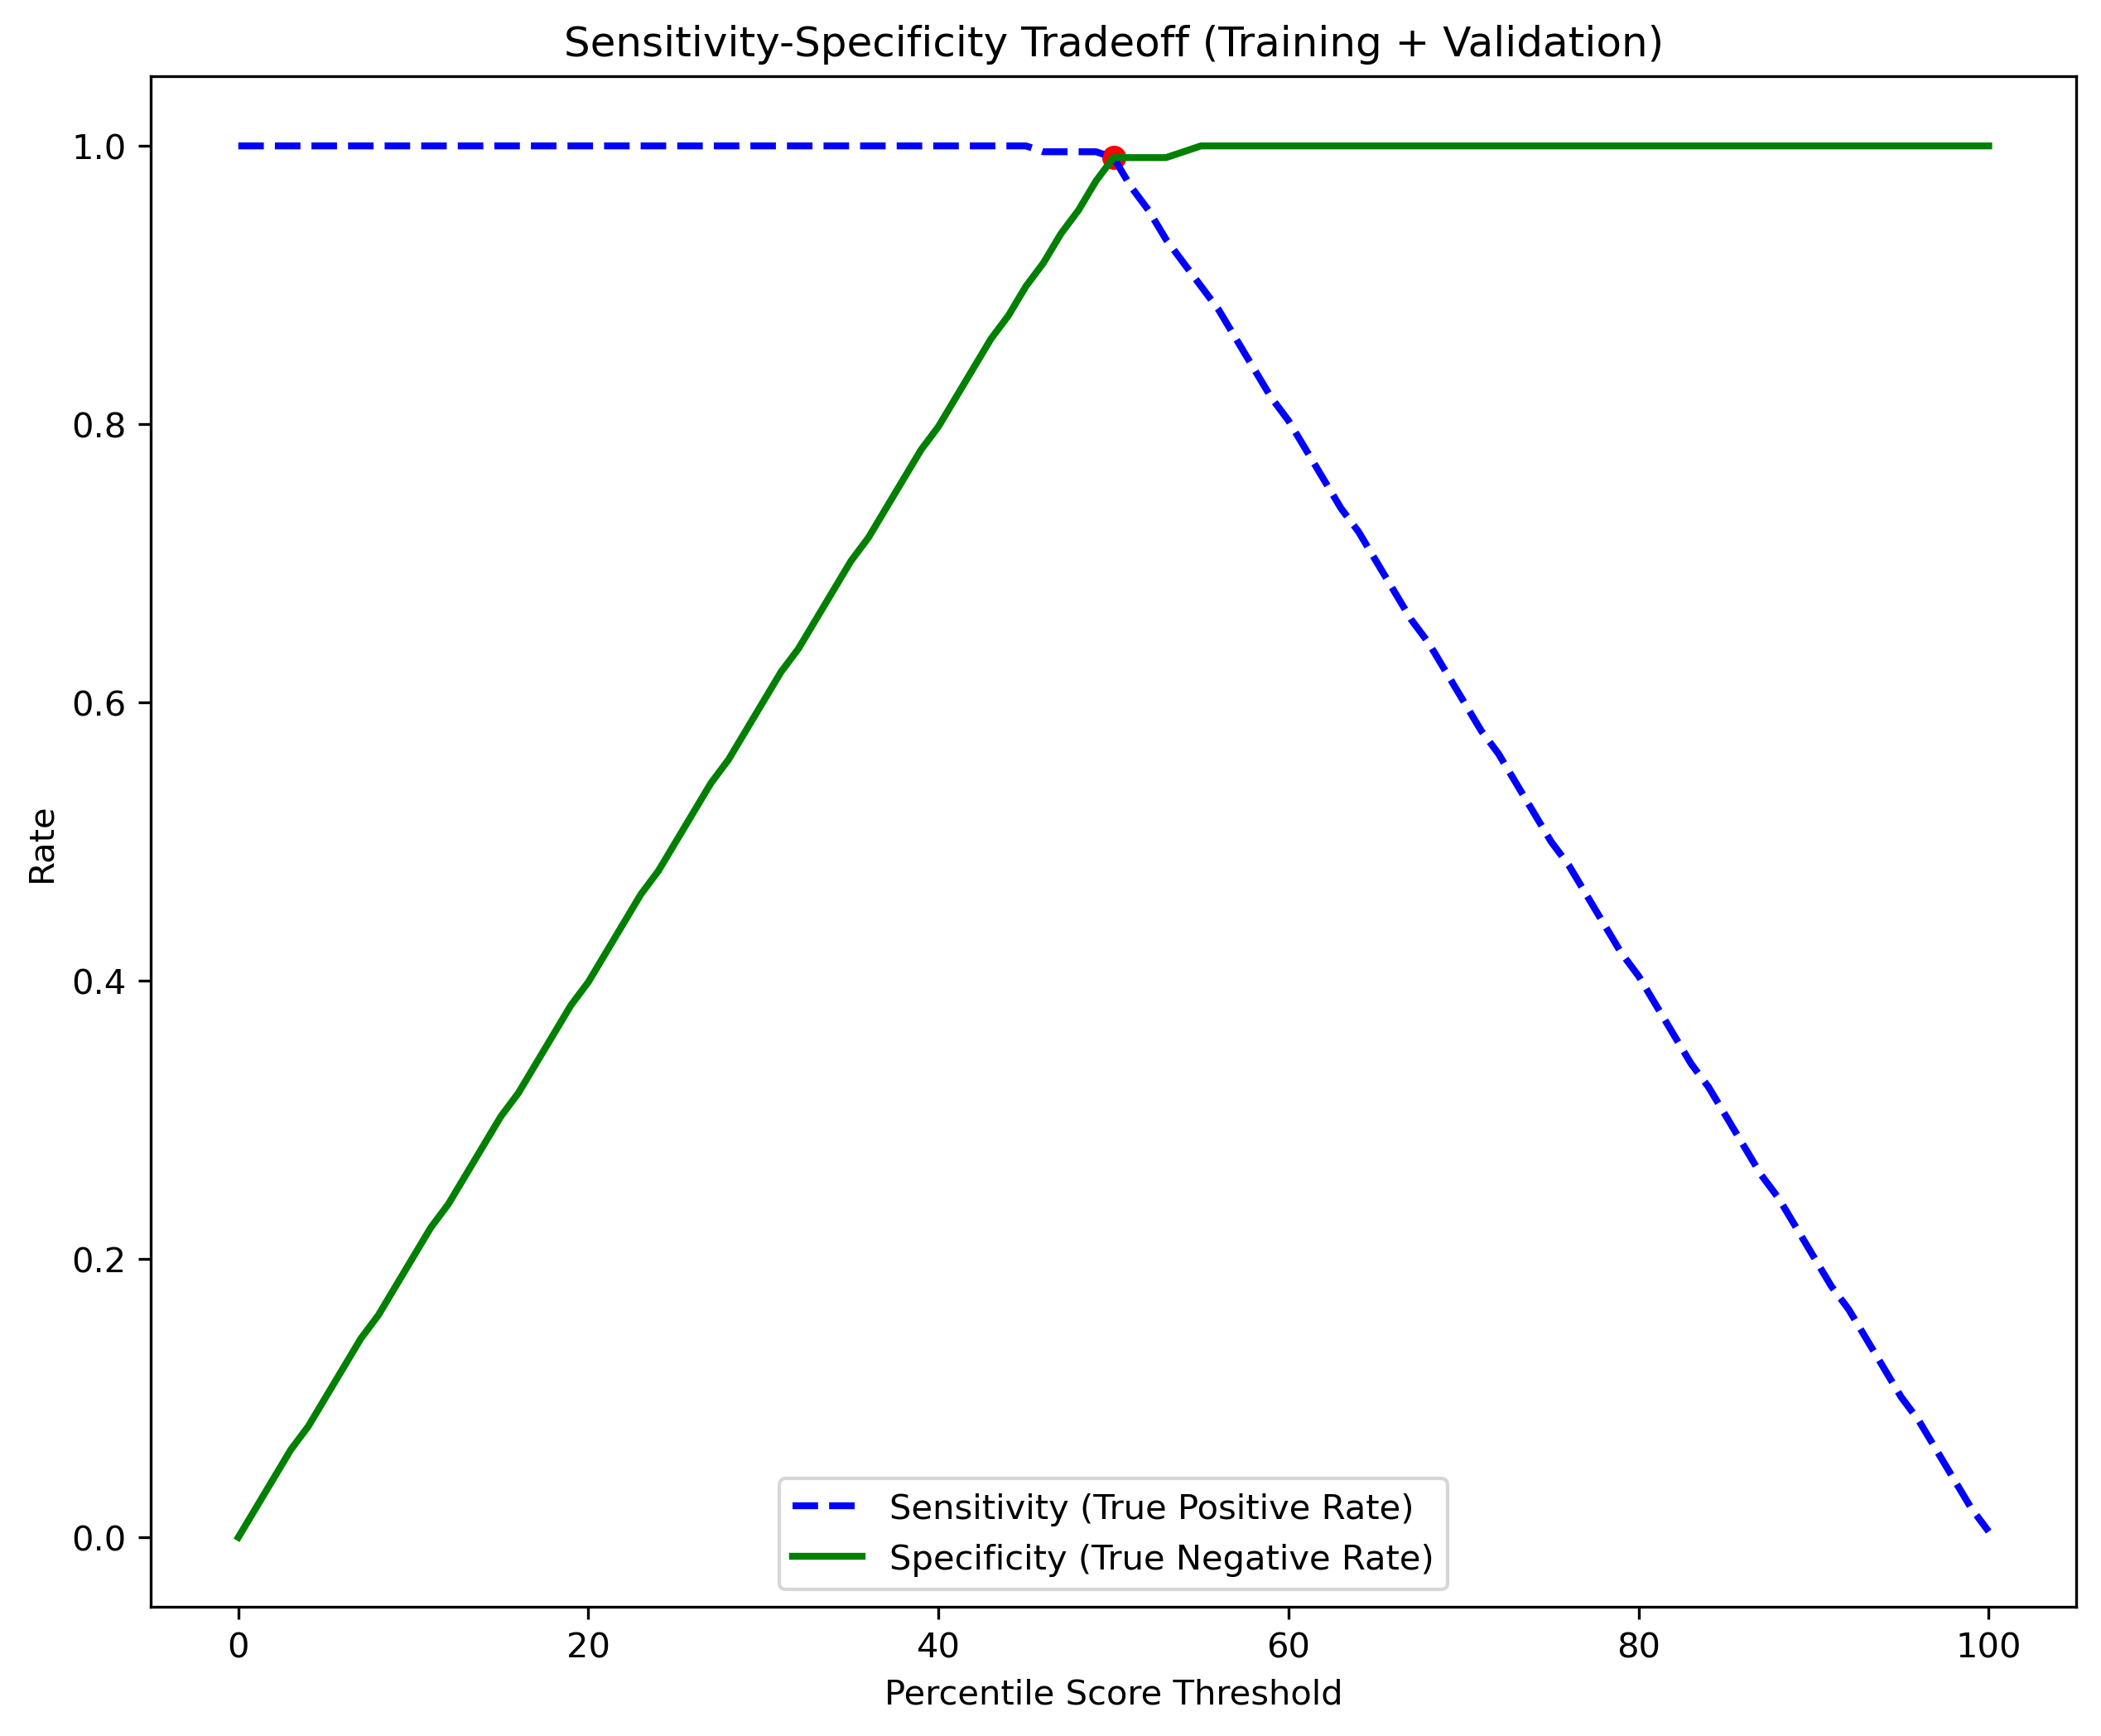 Sensitivity-Specificity Tradeoff (Training + Validation)
1.0
0.8
0.6
0.4
0.2
0.0
Rate
Sensitivity (True Positive Rate)
Specificity (True Negative Rate)
0 20 40 60 80 100
Percentile Score Threshold